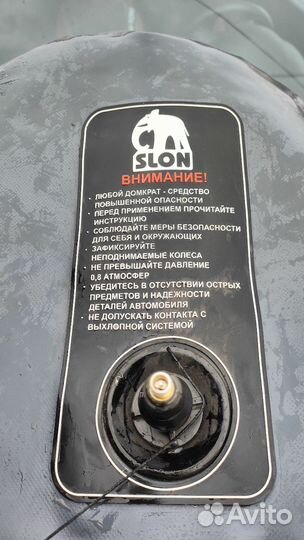 SLON
ВНИМАНИЕ!
- ЛЮБОЙ ДОМКРАТ - СРЕДСТВО
ПОВЫШЕННОЙ ОПАСНОСТИ
- ПЕРЕД ПРИМЕНЕНИЕМ ПРОЧИТАЙТЕ
ИНСТРУКЦИЮ
- СОБЛЮДАЙТЕ МЕРЫ БЕЗОПАСНОСТИ
ДЛЯ СЕБЯ И ОКРУЖАЮЩИХ
- ЗАФИКСИРУЙТЕ
НЕПОДНИМАЕМЫЕ КОЛЕСА
- НЕ ПРЕВЫШАЙТЕ ДАВЛЕНИЕ
0,8 АТМОСФЕР
- УБЕДИТЕСЬ В ОТСУТСТВИИ ОСТРЫХ
ПРЕДМЕТОВ И НАДЕЖНОСТИ
ДЕТАЛЕЙ АВТОМОБИЛЯ
- НЕ ДОПУСКАТЬ КОНТАКТА С
ВЫХЛОПНОЙ СИСТЕМОЙ
Avito